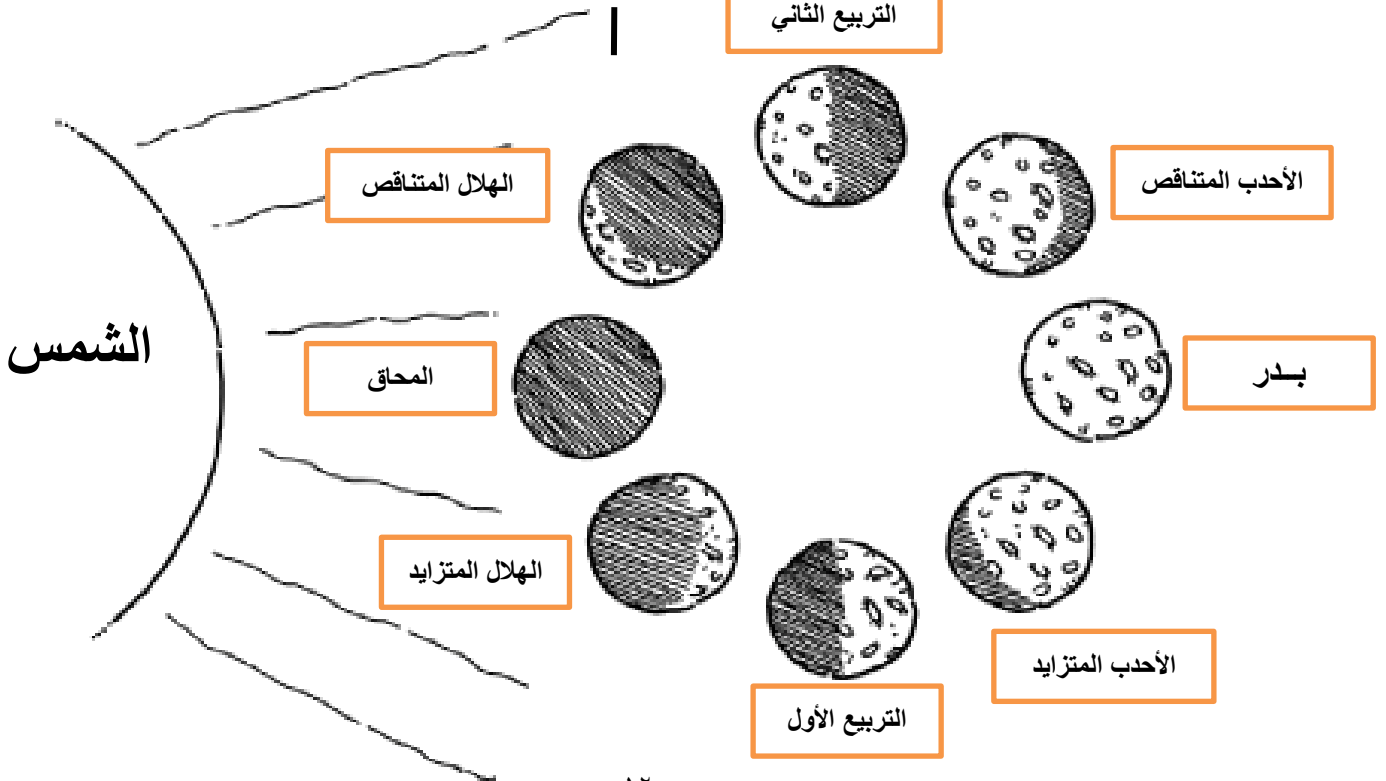 التربيع الثاني
الهلال المتناقص
الأحدب المتناقص
الشمس
المحاق
بــدر
الهلال المتزايد
الأحدب المتزايد
التربيع الأول